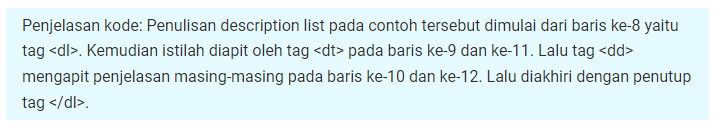 Penjelasan kode: Penulisan description list pada contoh tersebut dimulai dari baris ke-8 yaitu
tag <dl>. Kemudian istilah diapit oleh tag <dt> pada baris ke-9 dan ke-11. Lalu tag <dd>
mengapit penjelasan masing-masing pada baris ke-10 dan ke-12. Lalu diakhiri dengan penutup
tag </dl>.